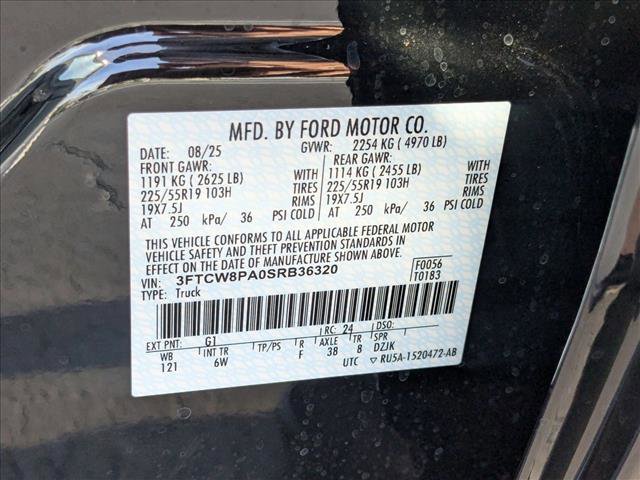 MFD. BY FORD MOTOR CO.
DATE: 08/25 GVWR: 2254 KG ( 4970 LB)
FRONT GAWR: REAR GAWR:
1191 KG ( 2625 LB) WITH 1114 KG ( 2455 LB) WITH
225/55R19 103H TIRES 225/55R19 103H TIRES
19X7.5J RIMS 19X7.5J RIMS
AT 250 kPa/ 36 PSI COLD AT 250 kPa/ 36 PSI COLD
THIS VEHICLE CONFORMS TO ALL APPLICABLE FEDERAL MOTOR
VEHICLE SAFETY AND THEFT PREVENTION STANDARDS IN
EFFECT ON THE DATE OF MANUFACTURE SHOWN ABOVE.
VIN: 3FTCW8PA0SRB36320 F0056
TYPE: Truck T0183
EXT PNT: G1 RC: 24 DSO:
WB INT TR TP/PS R AXLE TR SPR
121 6W F 38 8 DZJK
UTC RU5A-1520472-AB